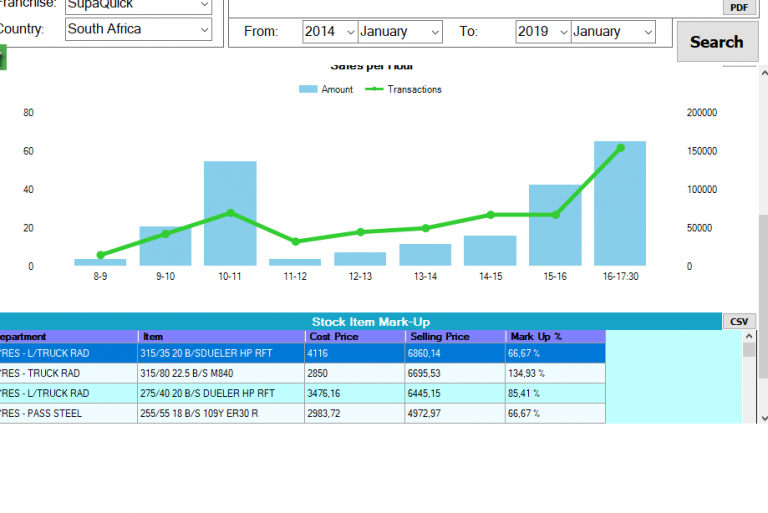 Franchise: SupaQuick
PDF
Country: South Africa
From: 2014 January To: 2019 January
Search
Sales per Hour
Amount Transactions
80 200000
60 150000
40 100000
20 50000
0 0
8-9 9-10 10-11 11-12 12-13 13-14 14-15 15-16 16-17:30
Stock Item Mark-Up CSV
epartment Item Cost Price Selling Price Mark Up %
YRES - L/TRUCK RAD 315/35 20 B/SDUELER HP RFT 4116 6860,14 66,67 %
YRES - TRUCK RAD 315/80 22.5 B/S M840 2850 6695,53 134,93 %
YRES - L/TRUCK RAD 275/40 20 B/S DUELER HP RFT 3476,16 6445,15 85,41 %
YRES - PASS STEEL 255/55 18 B/S 109Y ER30 R 2983,72 4972,97 66,67 %